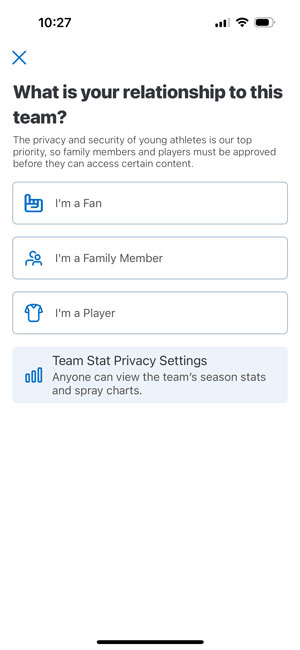 10:27
What is your relationship to this
team?
The privacy and security of young athletes is our top
priority, so family members and players must be approved
before they can access certain content.
I'm a Fan
I'm a Family Member
I'm a Player
Team Stat Privacy Settings
Anyone can view the team's season stats
and spray charts.